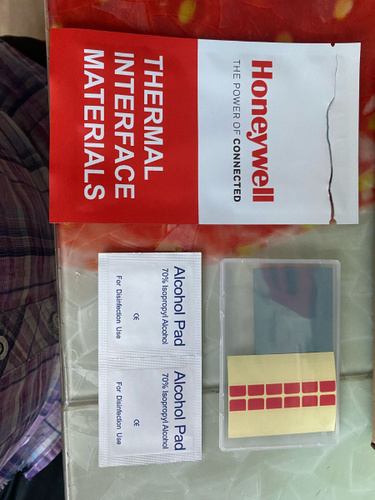 Honeywell
THE POWER OF CONNECTED
THERMAL
INTERFACE
MATERIALS
Alcohol Pad
70% Isopropyl Alcohol
CE
For Disinfection Use
Alcohol Pad
70% Isopropyl Alcohol
CE
For Disinfection Use